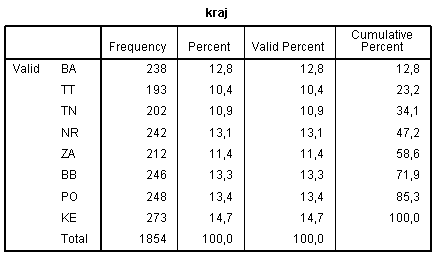 kraj
Frequency Percent Valid Percent Cumulative Percent
Valid BA 238 12,8 12,8 12,8
TT 193 10,4 10,4 23,2
TN 202 10,9 10,9 34,1
NR 242 13,1 13,1 47,2
ZA 212 11,4 11,4 58,6
BB 246 13,3 13,3 71,9
PO 248 13,4 13,4 85,3
KE 273 14,7 14,7 100,0
Total 1854 100,0 100,0